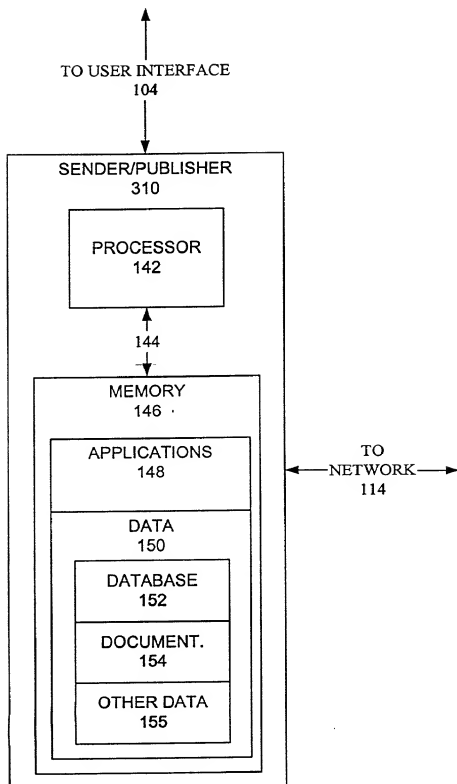 TO USER INTERFACE
104
SENDER/PUBLISHER
310
PROCESSOR
142
144
MEMORY
146
APPLICATIONS
148
TO
NETWORK
114
DATA
150
DATABASE
152
DOCUMENT.
154
OTHER DATA
155